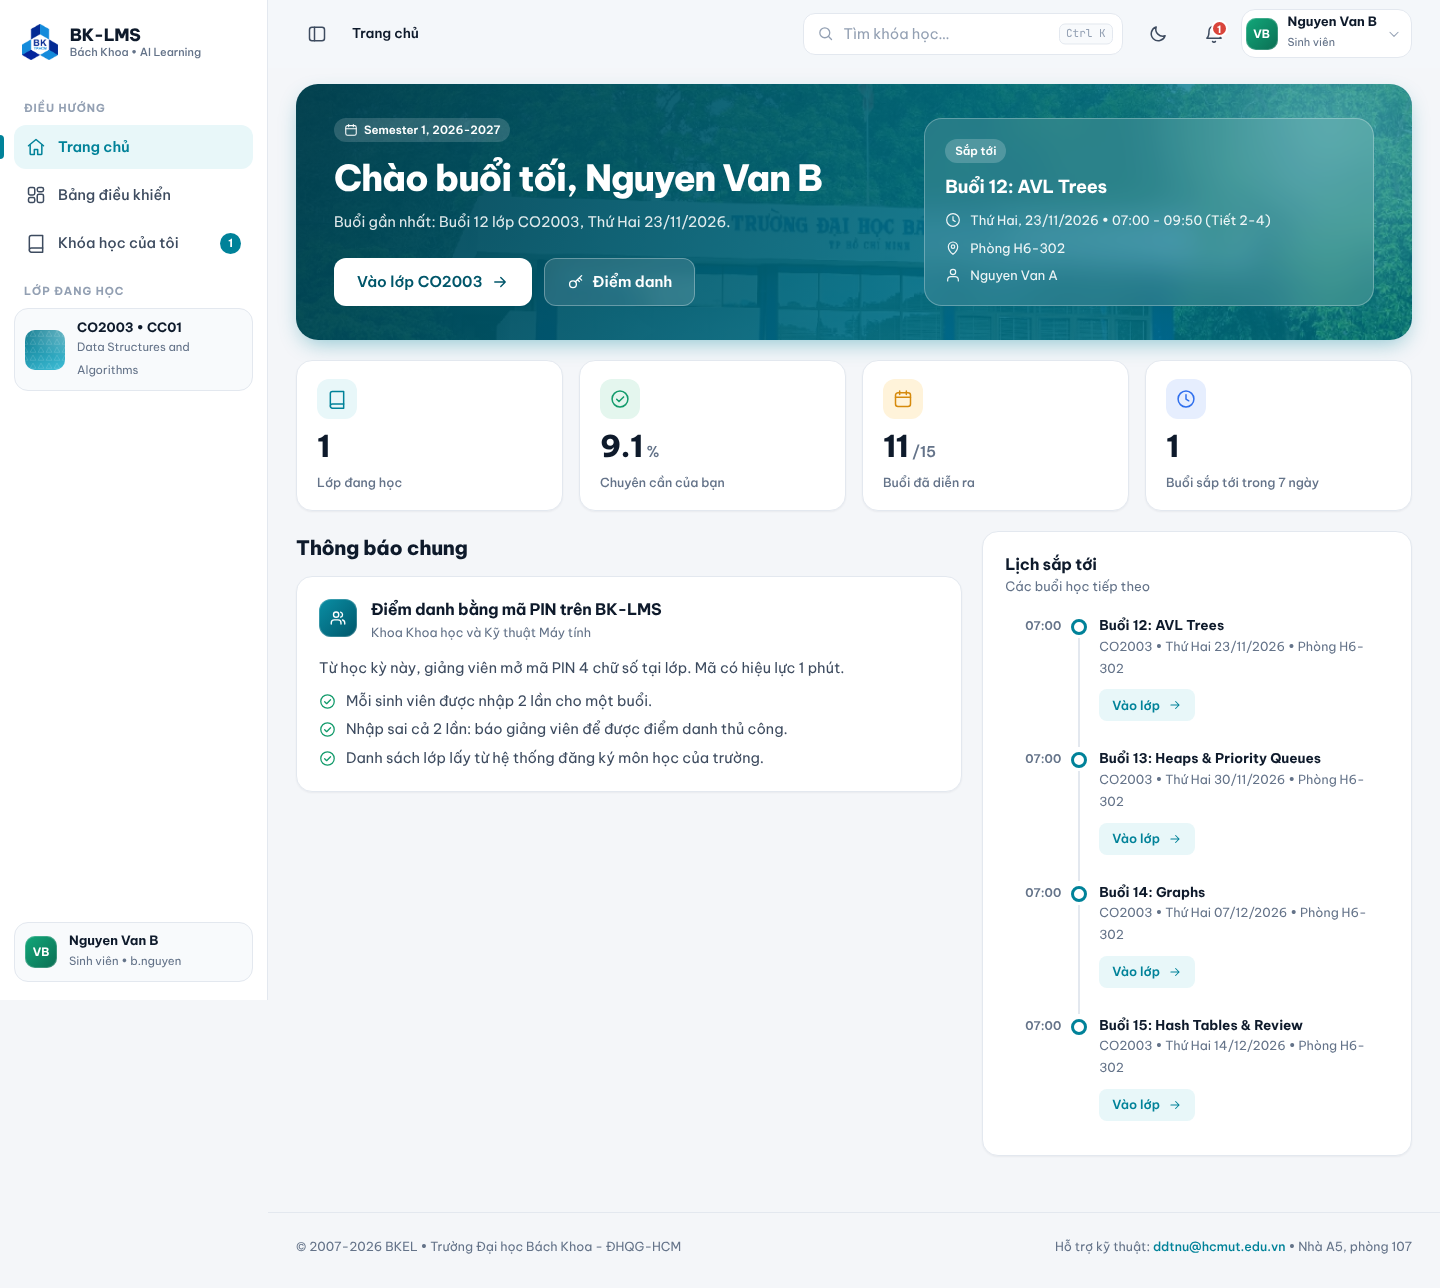 BK-LMS
Bách Khoa • AI Learning
ĐIỀU HƯỚNG
Trang chủ
Bảng điều khiển
Khóa học của tôi
1
LỚP ĐANG HỌC
CO2003 • CC01
Data Structures and
Algorithms
VB
Nguyen Van B
Sinh viên • b.nguyen
Trang chủ
Tìm khóa học...
Ctrl K
1
VB
Nguyen Van B
Sinh viên
Semester 1, 2026-2027
Chào buổi tối, Nguyen Van B
Buổi gần nhất: Buổi 12 lớp CO2003, Thứ Hai 23/11/2026.
Vào lớp CO2003
Điểm danh
TRƯỜNG ĐẠI HỌC BÁ
TP HỒ CHÍ MINH
Sắp tới
Buổi 12: AVL Trees
Thứ Hai, 23/11/2026 • 07:00 - 09:50 (Tiết 2-4)
Phòng H6-302
Nguyen Van A
1
Lớp đang học
9.1 %
Chuyên cần của bạn
11 /15
Buổi đã diễn ra
1
Buổi sắp tới trong 7 ngày
Thông báo chung
Điểm danh bằng mã PIN trên BK-LMS
Khoa Khoa học và Kỹ thuật Máy tính
Từ học kỳ này, giảng viên mở mã PIN 4 chữ số tại lớp. Mã có hiệu lực 1 phút.
Mỗi sinh viên được nhập 2 lần cho một buổi.
Nhập sai cả 2 lần: báo giảng viên để được điểm danh thủ công.
Danh sách lớp lấy từ hệ thống đăng ký môn học của trường.
Lịch sắp tới
Các buổi học tiếp theo
07:00
Buổi 12: AVL Trees
CO2003 • Thứ Hai 23/11/2026 • Phòng H6-
302
Vào lớp
07:00
Buổi 13: Heaps & Priority Queues
CO2003 • Thứ Hai 30/11/2026 • Phòng H6-
302
Vào lớp
07:00
Buổi 14: Graphs
CO2003 • Thứ Hai 07/12/2026 • Phòng H6-
302
Vào lớp
07:00
Buổi 15: Hash Tables & Review
CO2003 • Thứ Hai 14/12/2026 • Phòng H6-
302
Vào lớp
© 2007-2026 BKEL • Trường Đại học Bách Khoa - ĐHQG-HCM
Hỗ trợ kỹ thuật: ddtnu@hcmut.edu.vn • Nhà A5, phòng 107